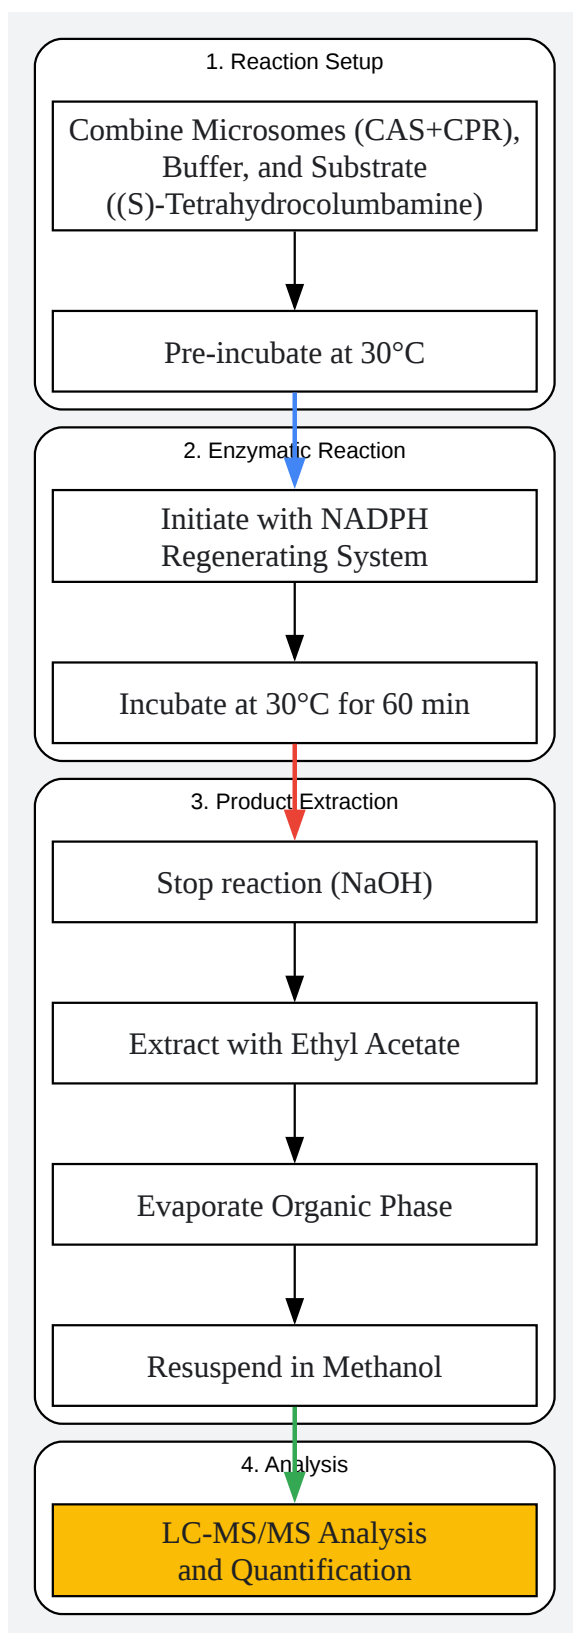 1. Reaction Setup
Combine Microsomes (CAS+CPR),
Buffer, and Substrate
((S)-Tetrahydrocolumbamine)
Pre-incubate at 30°C
2. Enzymatic Reaction
Initiate with NADPH
Regenerating System
Incubate at 30°C for 60 min
3. Product Extraction
Stop reaction (NaOH)
Extract with Ethyl Acetate
Evaporate Organic Phase
Resuspend in Methanol
4. Analysis
LC-MS/MS Analysis
and Quantification